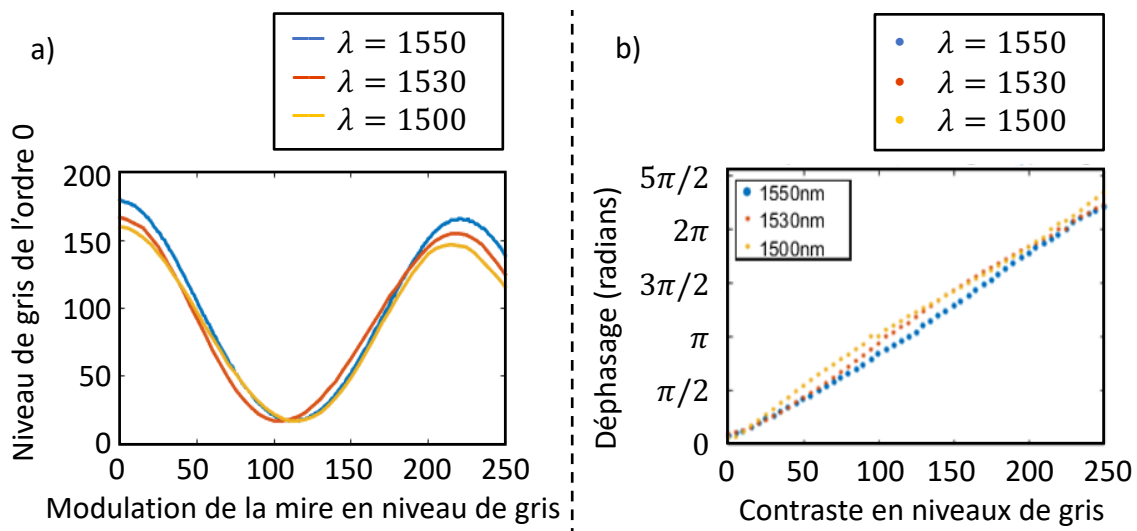 a)
λ = 1550
λ = 1530
λ = 1500
Niveau de gris de l’ordre 0
200
150
100
50
0
0 50 100 150 200 250
Modulation de la mire en niveau de gris
b)
λ = 1550
λ = 1530
λ = 1500
Déphasage (radians)
5π/2
2π
3π/2
π
π/2
0
1550nm
1530nm
1500nm
0 50 100 150 200 250
Contraste en niveaux de gris